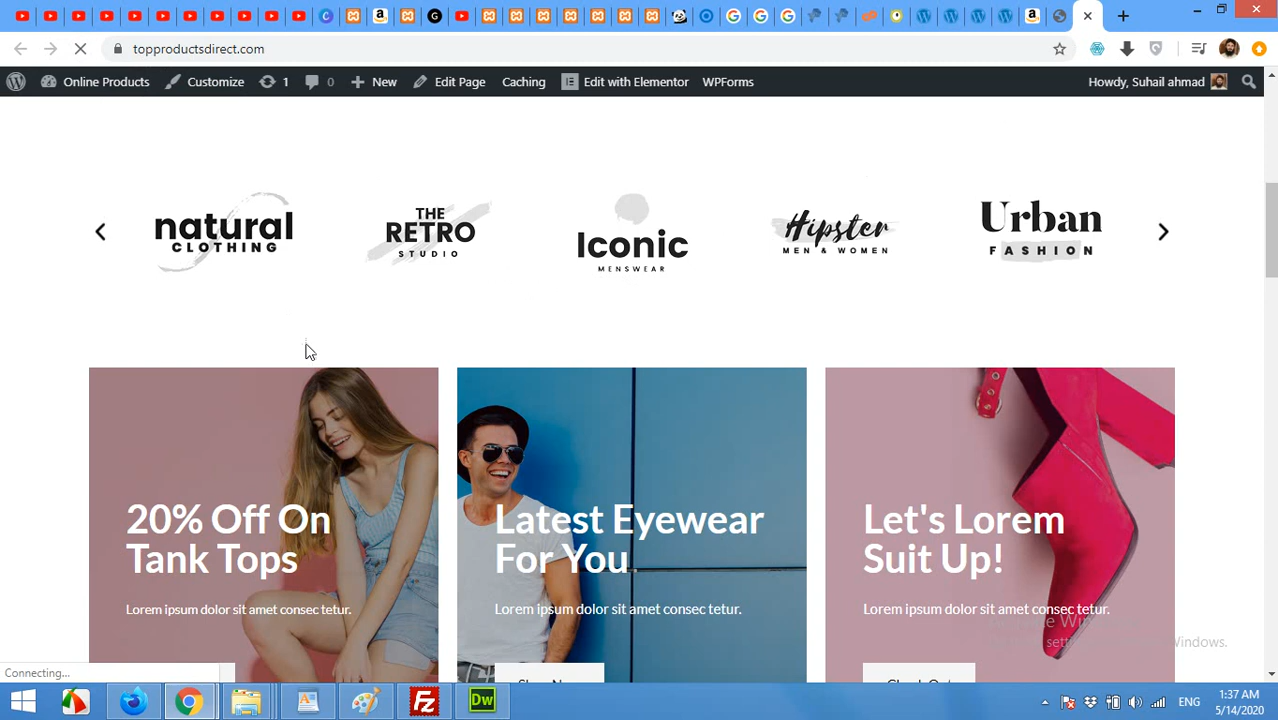 topproductsdirect.com
Online Products Customize 1 0 New Edit Page Caching Edit with Elementor WPForms Howdy, Suhail ahmad
natural
CLOTHING
THE
RETRO
STUDIO
Iconic
MENSWEAR
Hipster
MEN & WOMEN
Urban
FASHION
20% Off On
Tank Tops
Lorem ipsum dolor sit amet consec tetur.
Latest Eyewear
For You
Lorem ipsum dolor sit amet consec tetur.
Let's Lorem
Suit Up!
Lorem ipsum dolor sit amet consec tetur.
Windows.
Connecting...
Dw
ENG
1:37 AM
5/14/2020